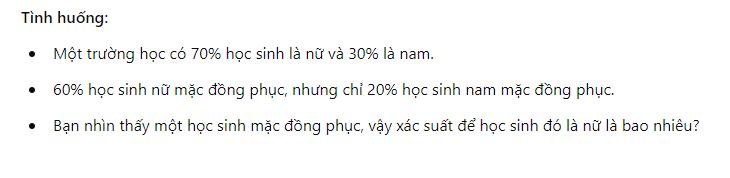 Tình huống:
Một trường học có 70% học sinh là nữ và 30% là nam.
60% học sinh nữ mặc đồng phục, nhưng chỉ 20% học sinh nam mặc đồng phục.
Bạn nhìn thấy một học sinh mặc đồng phục, vậy xác suất để học sinh đó là nữ là bao nhiêu?